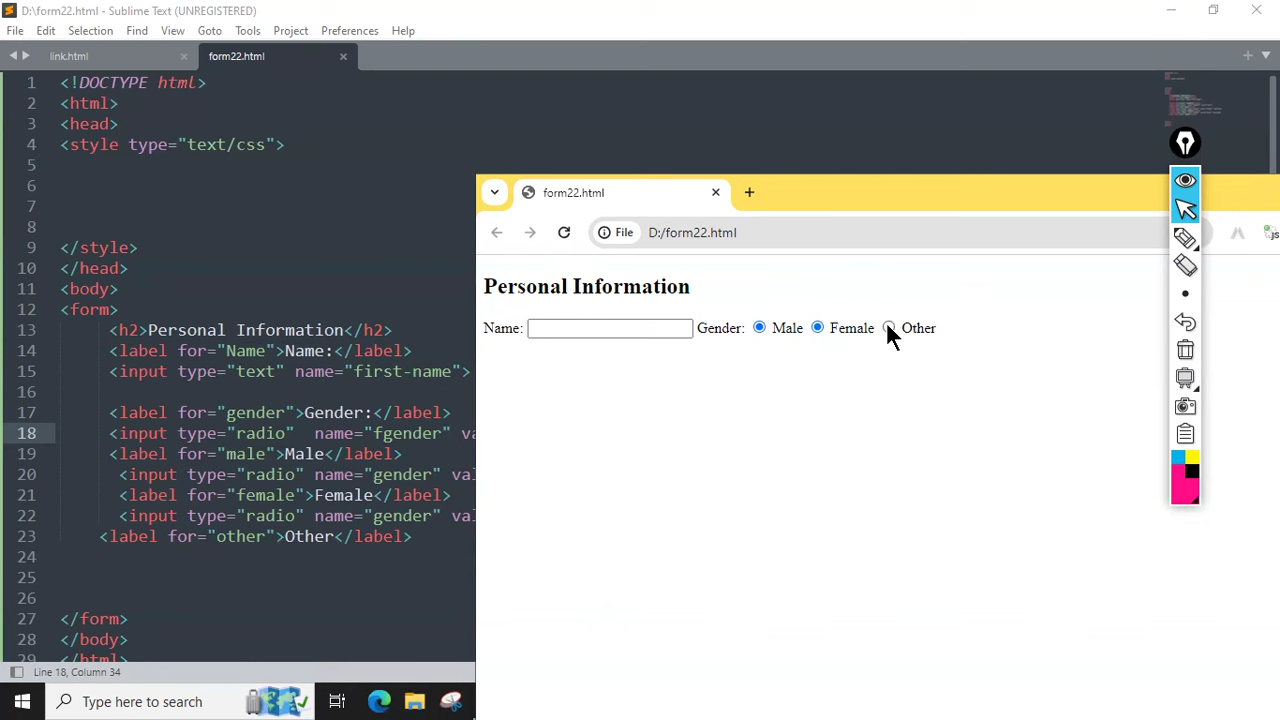 D:\form22.html - Sublime Text (UNREGISTERED)
File Edit Selection Find View Goto Tools Project Preferences Help
link.html
form22.html
1 <!DOCTYPE html>
2 <html>
3 <head>
4 <style type="text/css">
5
6
7
8
9 </style>
10 </head>
11 <body>
12 <form>
13 <h2>Personal Information</h2>
14 <label for="Name">Name:</label>
15 <input type="text" name="first-name">
16
17 <label for="gender">Gender:</label>
18 <input type="radio"  name="fgender" va
19 <label for="male">Male</label>
20 <input type="radio" name="gender" val
21 <label for="female">Female</label>
22 <input type="radio" name="gender" val
23 <label for="other">Other</label>
24
25
26
27 </form>
28 </body>
29 </html>
Line 18, Column 34
form22.html
File D:/form22.html
js
Personal Information
Name: Gender: Male Female Other
Type here to search